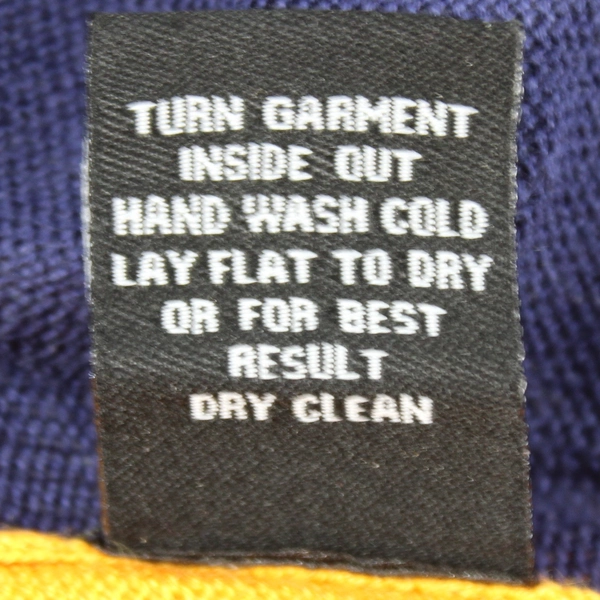 TURN GARMENT
INSIDE OUT
HAND WASH COLD
LAY FLAT TO DRY
OR FOR BEST
RESULT
DRY CLEAN